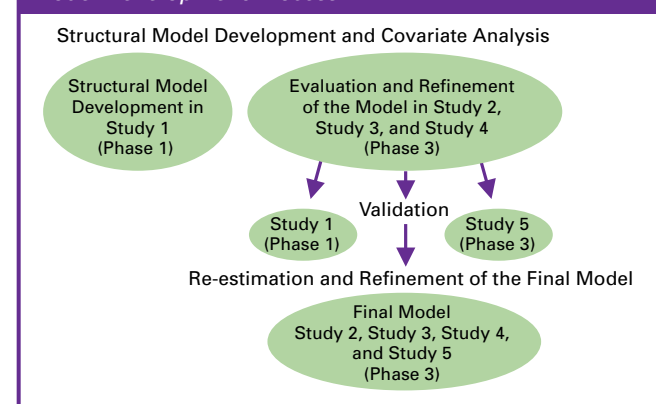 Structural Model Development and Covariate Analysis
Structural Model
Development in
Study 1
(Phase 1)
Evaluation and Refinement
of the Model in Study 2,
Study 3, and Study 4
(Phase 3)
Validation
Study 1
(Phase 1)
Study 5
(Phase 3)
Re-estimation and Refinement of the Final Model
Final Model
Study 2, Study 3, Study 4,
and Study 5
(Phase 3)